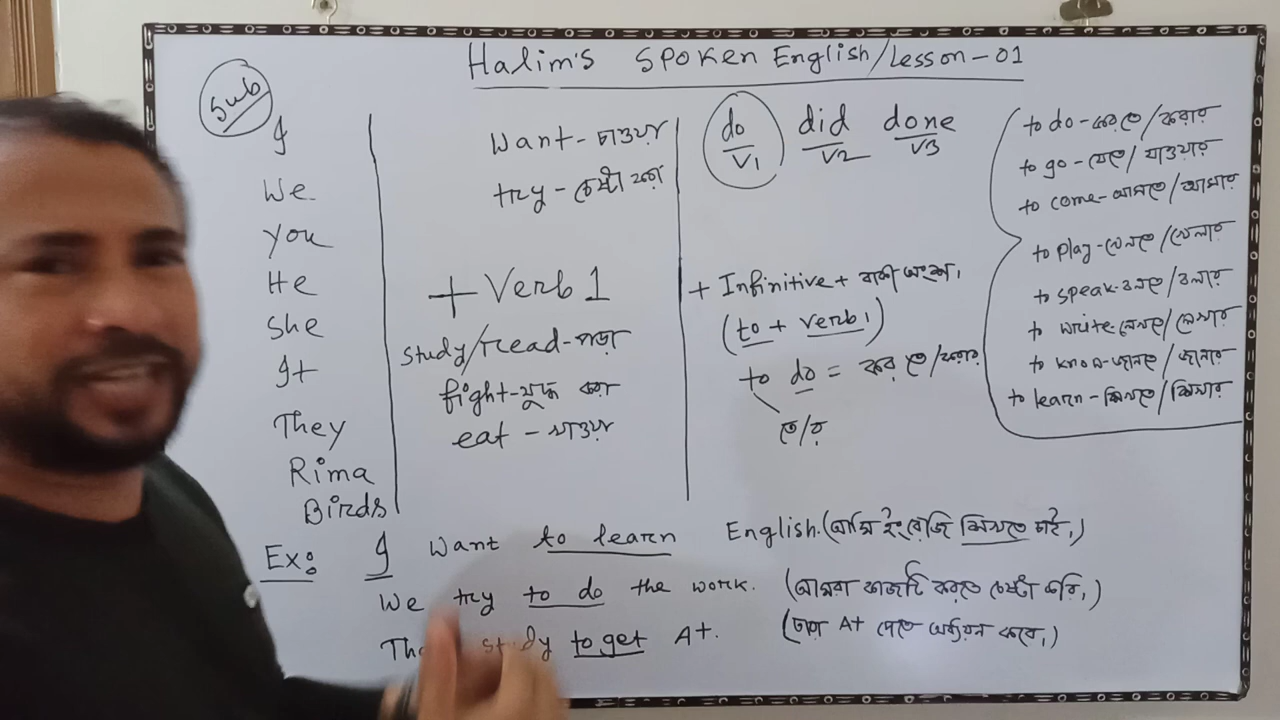 Halim's Spoken English/Lesson-01
Sub
I
We
You
He
She
It
They
Rima
Birds
Want - চাওয়া
try - চেষ্টা করা
+ Verb 1
study/read - পড়া
fight - যুদ্ধ করা
eat - খাওয়া
do did done
V1 V2 V3
+ Infinitive + বাকী অংশ।
(to + verb1)
to do = করতে/করার
তে/র
to do - করতে/করার
to go - যেতে/যাওয়ার
to come - আসতে/আসার
to play - খেলতে/খেলার
to speak - বলতে/বলার
to write - লেখতে/লেখার
to know - জানতে/জানার
to learn - শিখতে/শিখার
Ex: I want to learn English. (আমি ইংরেজি শিখতে চাই।)
We try to do the work. (আমরা কাজটি করতে চেষ্টা করি।)
study to get A+. (তারা A+ পেতে অধ্যয়ন করে।)